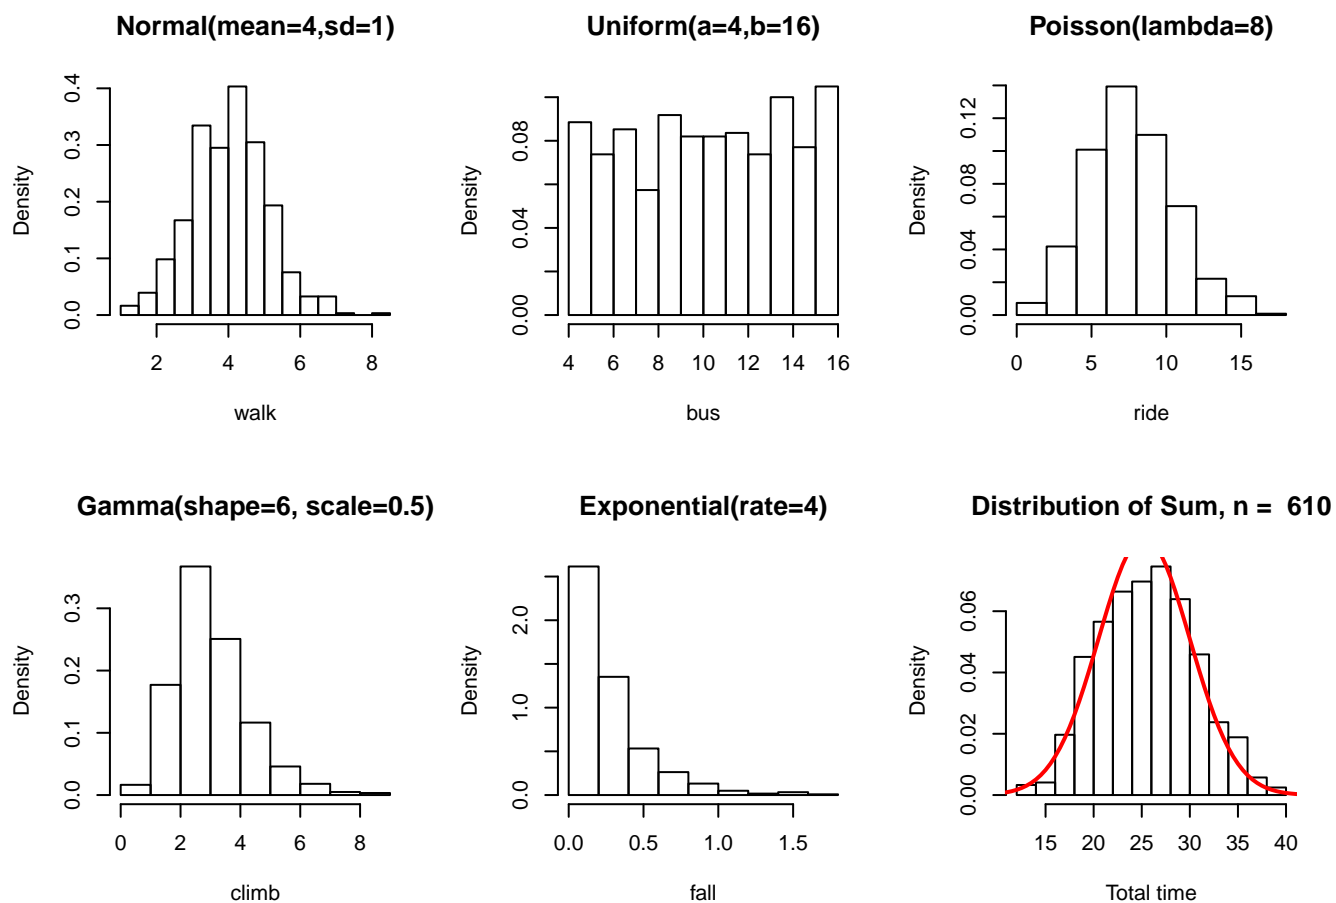 Normal(mean=4,sd=1)
Density
0.0 0.1 0.2 0.3 0.4
2 4 6 8
walk
Uniform(a=4,b=16)
Density
0.00 0.04 0.08
4 6 8 10 12 14 16
bus
Poisson(lambda=8)
Density
0.00 0.04 0.08 0.12
0 5 10 15
ride
Gamma(shape=6, scale=0.5)
Density
0.0 0.1 0.2 0.3
0 2 4 6 8
climb
Exponential(rate=4)
Density
0.0 1.0 2.0
0.0 0.5 1.0 1.5
fall
Distribution of Sum, n =  610
Density
0.00 0.02 0.04 0.06
15 20 25 30 35 40
Total time